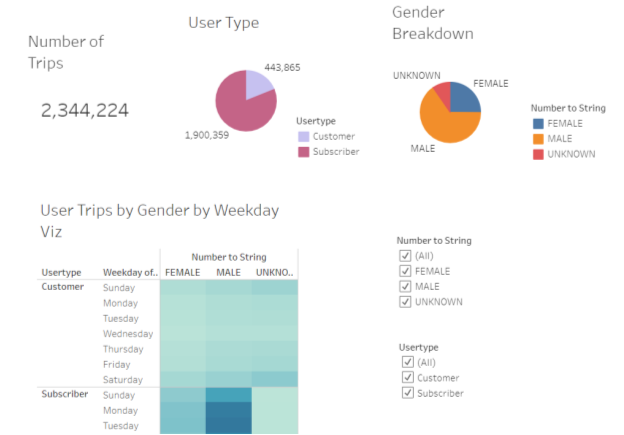 Number of
Trips
2,344,224
User Type
443,865
1,900,359
Usertype
Customer
Subscriber
Gender
Breakdown
UNKNOWN
FEMALE
MALE
Number to String
FEMALE
MALE
UNKNOWN
User Trips by Gender by Weekday
Viz
Number to String
Usertype Weekday of.. FEMALE MALE UNKNO..
Customer Sunday
Monday
Tuesday
Wednesday
Thursday
Friday
Saturday
Subscriber Sunday
Monday
Tuesday
Number to String
(All)
FEMALE
MALE
UNKNOWN
Usertype
(All)
Customer
Subscriber